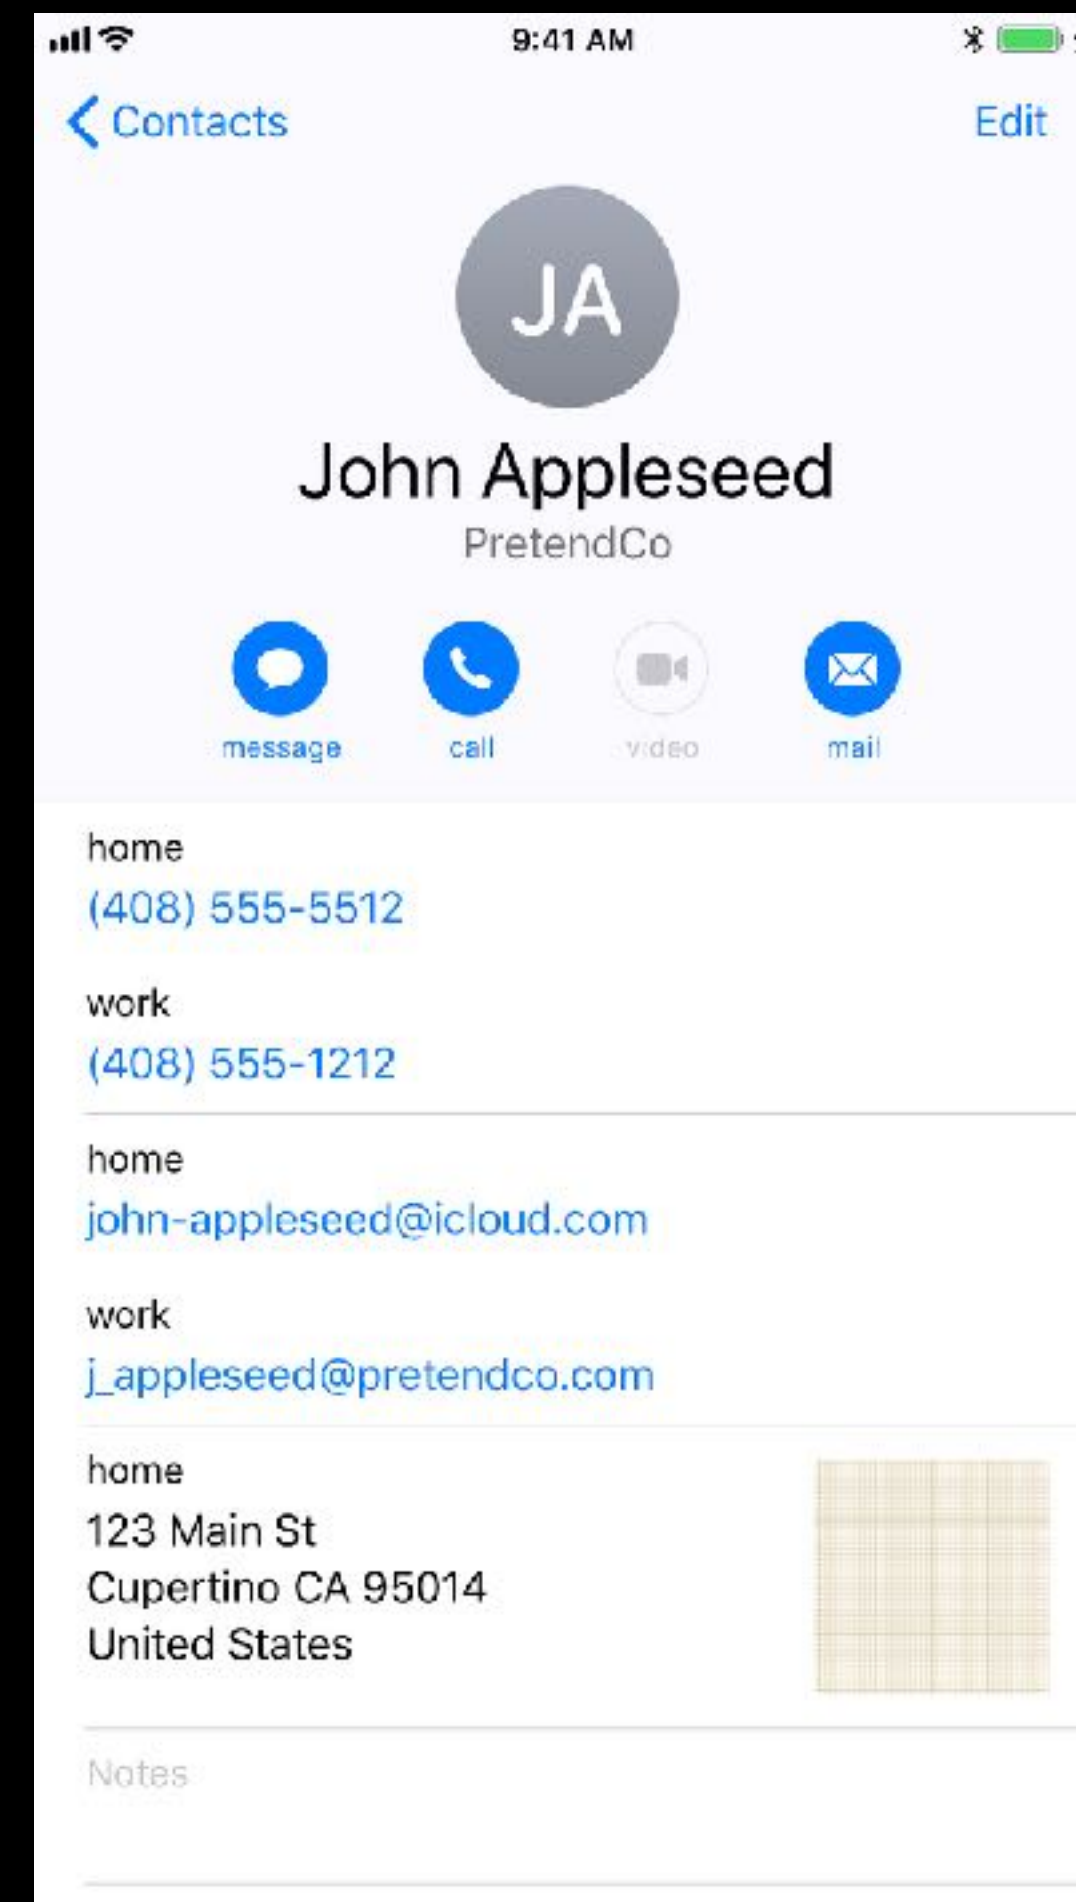 9:41 AM
Contacts
Edit
JA
John Appleseed
PretendCo
message
call
video
mail
home
(408) 555-5512
work
(408) 555-1212
home
john-appleseed@icloud.com
work
j_appleseed@pretendco.com
home
123 Main St
Cupertino CA 95014
United States
Notes